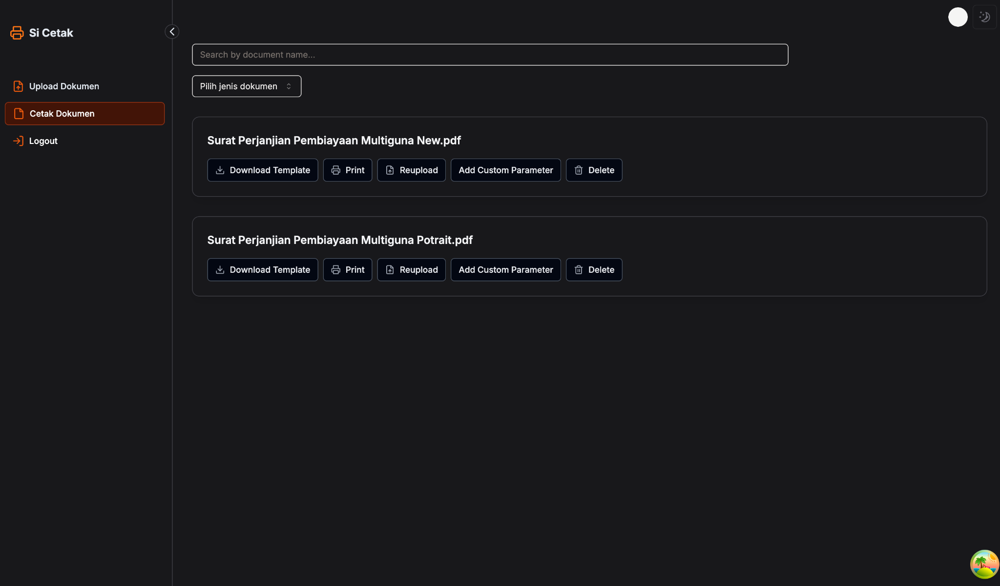 Si Cetak
Upload Dokumen
Cetak Dokumen
Logout
Search by document name...
Pilih jenis dokumen
Surat Perjanjian Pembiayaan Multiguna New.pdf
Download Template Print Reupload Add Custom Parameter Delete
Surat Perjanjian Pembiayaan Multiguna Potrait.pdf
Download Template Print Reupload Add Custom Parameter Delete